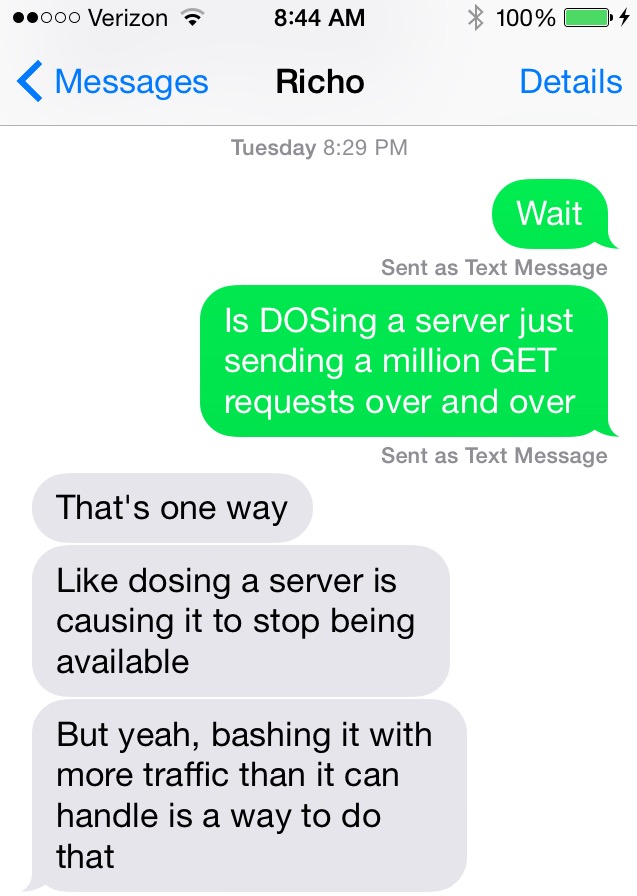 Verizon 8:44 AM 100%
Messages Richo Details
Tuesday 8:29 PM
Wait
Sent as Text Message
Is DOSing a server just
sending a million GET
requests over and over
Sent as Text Message
That's one way
Like dosing a server is
causing it to stop being
available
But yeah, bashing it with
more traffic than it can
handle is a way to do
that